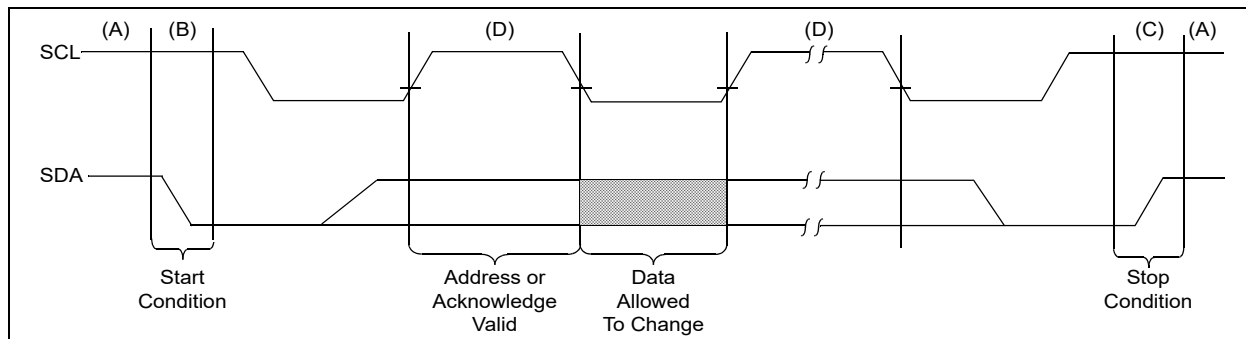 (A) (B) (D) (D) (C) (A)
SCL
SDA
Start
Condition
Address or
Acknowledge
Valid
Data
Allowed
To Change
Stop
Condition